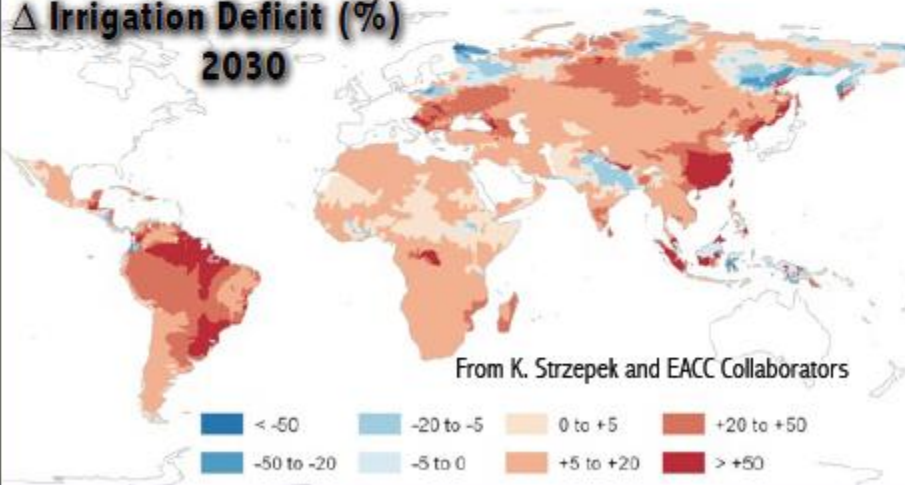 Δ Irrigation Deficit (%)
2030
From K. Strzepek and EACC Collaborators
< -50
-20 to -5
0 to +5
+20 to +50
-50 to -20
-5 to 0
+5 to +20
> +50